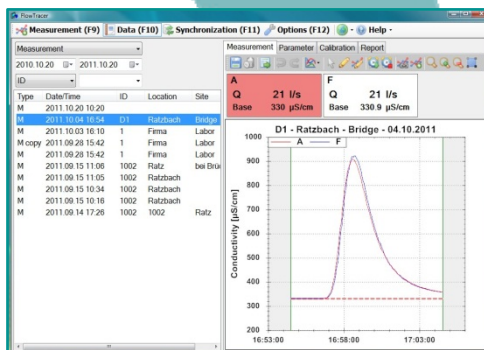 FlowTracer
Measurement (F9) Data (F10) Synchronization (F11) Options (F12) Help
Measurement
2010.10.20 2011.10.20
ID
Type Date/Time ID Location Site
M 2011.10.20 10:20
M 2011.10.04 16:54 D1 Ratzbach Bridge
M 2011.10.03 16:10 1 Firma Labor
M copy 2011.09.28 15:42 1 Firma Labor
M 2011.09.28 15:42 1 Firma Labor
M 2011.09.15 11:06 1002 Ratz bei Brü
M 2011.09.15 11:05 1002 Ratzbach
M 2011.09.15 10:34 1002 Ratzbach
M 2011.09.15 10:16 1002 Ratzbach
M 2011.09.14 17:26 1002 1002 Ratz
Measurement Parameter Calibration Report
A
Q 21 l/s
Base 330 µS/cm
F
Q 21 l/s
Base 330.9 µS/cm
D1 - Ratzbach - Bridge - 04.10.2011
A F
Conductivity [µS/cm]
1000
900
800
700
600
500
400
300
200
16:53:00 16:58:00 17:03:00